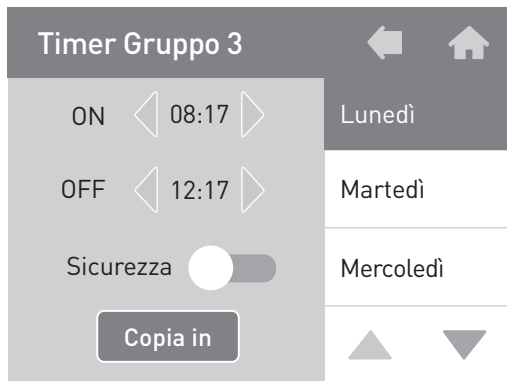 Timer Gruppo 3
ON 08:17
OFF 12:17
Sicurezza
Copia in
Lunedì
Martedì
Mercoledì